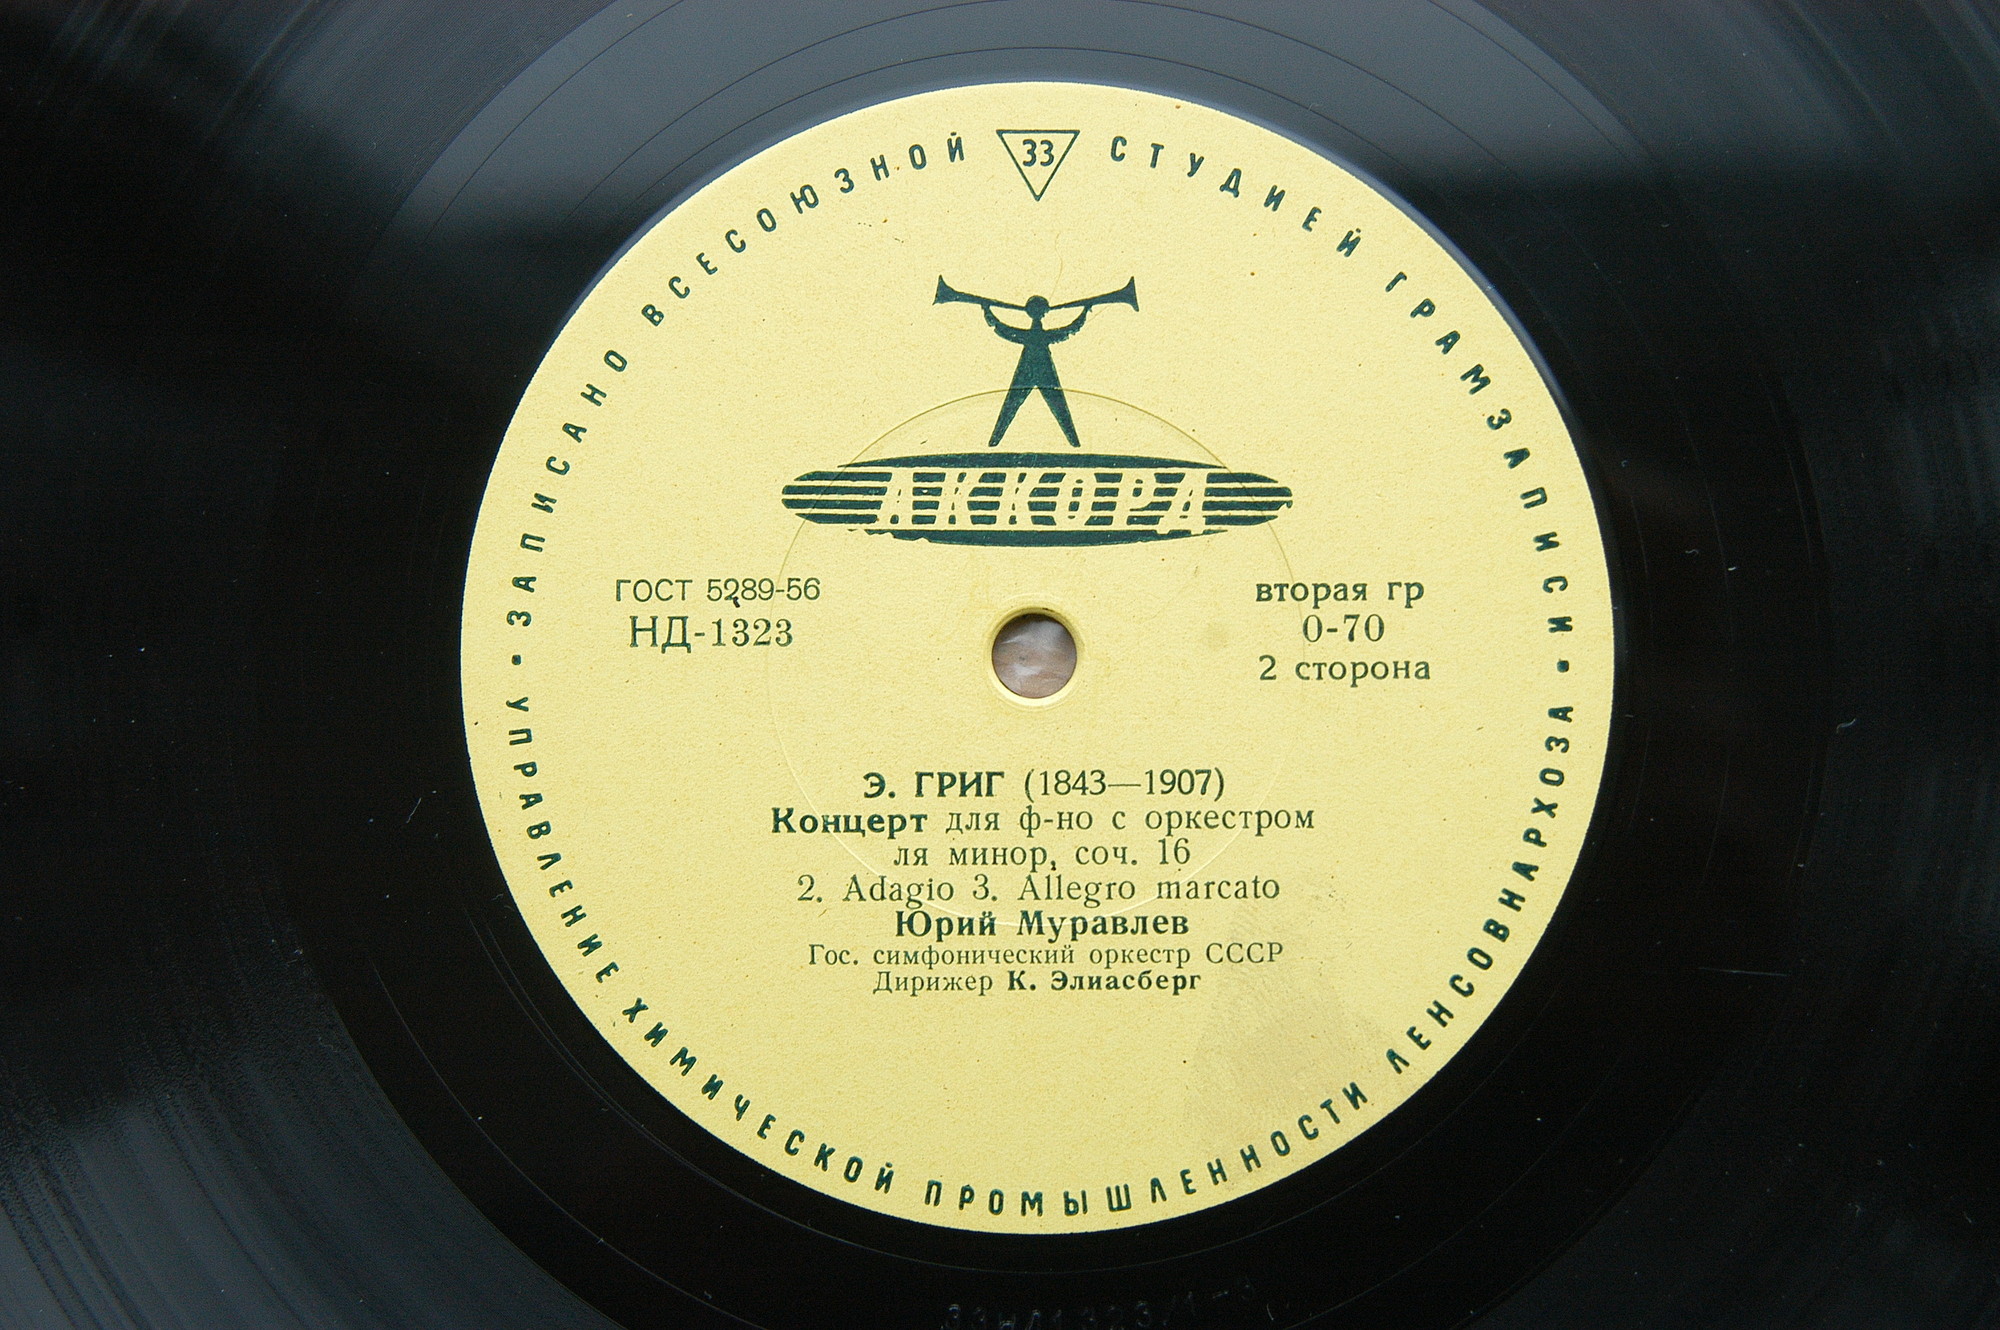 ЗАПИСАНО ВСЕСОЮЗНОЙ СТУДИЕЙ ГРАМЗАПИСИ
33
АККОРД
ГОСТ 5289-56
НД-1323
вторая гр
0-70
2 сторона
Э. ГРИГ (1843—1907)
Концерт для ф-но с оркестром
ля минор, соч. 16
2. Adagio 3. Allegro marcato
Юрий Муравлев
Гос. симфонический оркестр СССР
Дирижер К. Элиасберг
УПРАВЛЕНИЕ ХИМИЧЕСКОЙ ПРОМЫШЛЕННОСТИ ЛЕНСОВНАРХОЗА